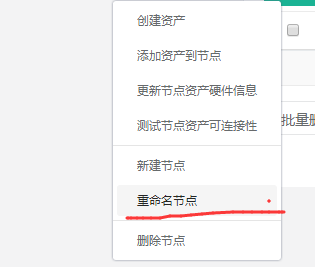 创建资产
添加资产到节点
更新节点资产硬件信息
测试节点资产可连接性
批量删
新建节点
重命名节点
删除节点